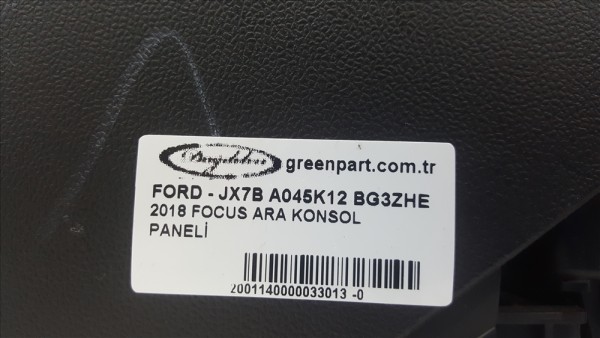 greenpart.com.tr
FORD - JX7B A045K12 BG3ZHE
2018 FOCUS ARA KONSOL
PANELİ
2001140000033013 -0